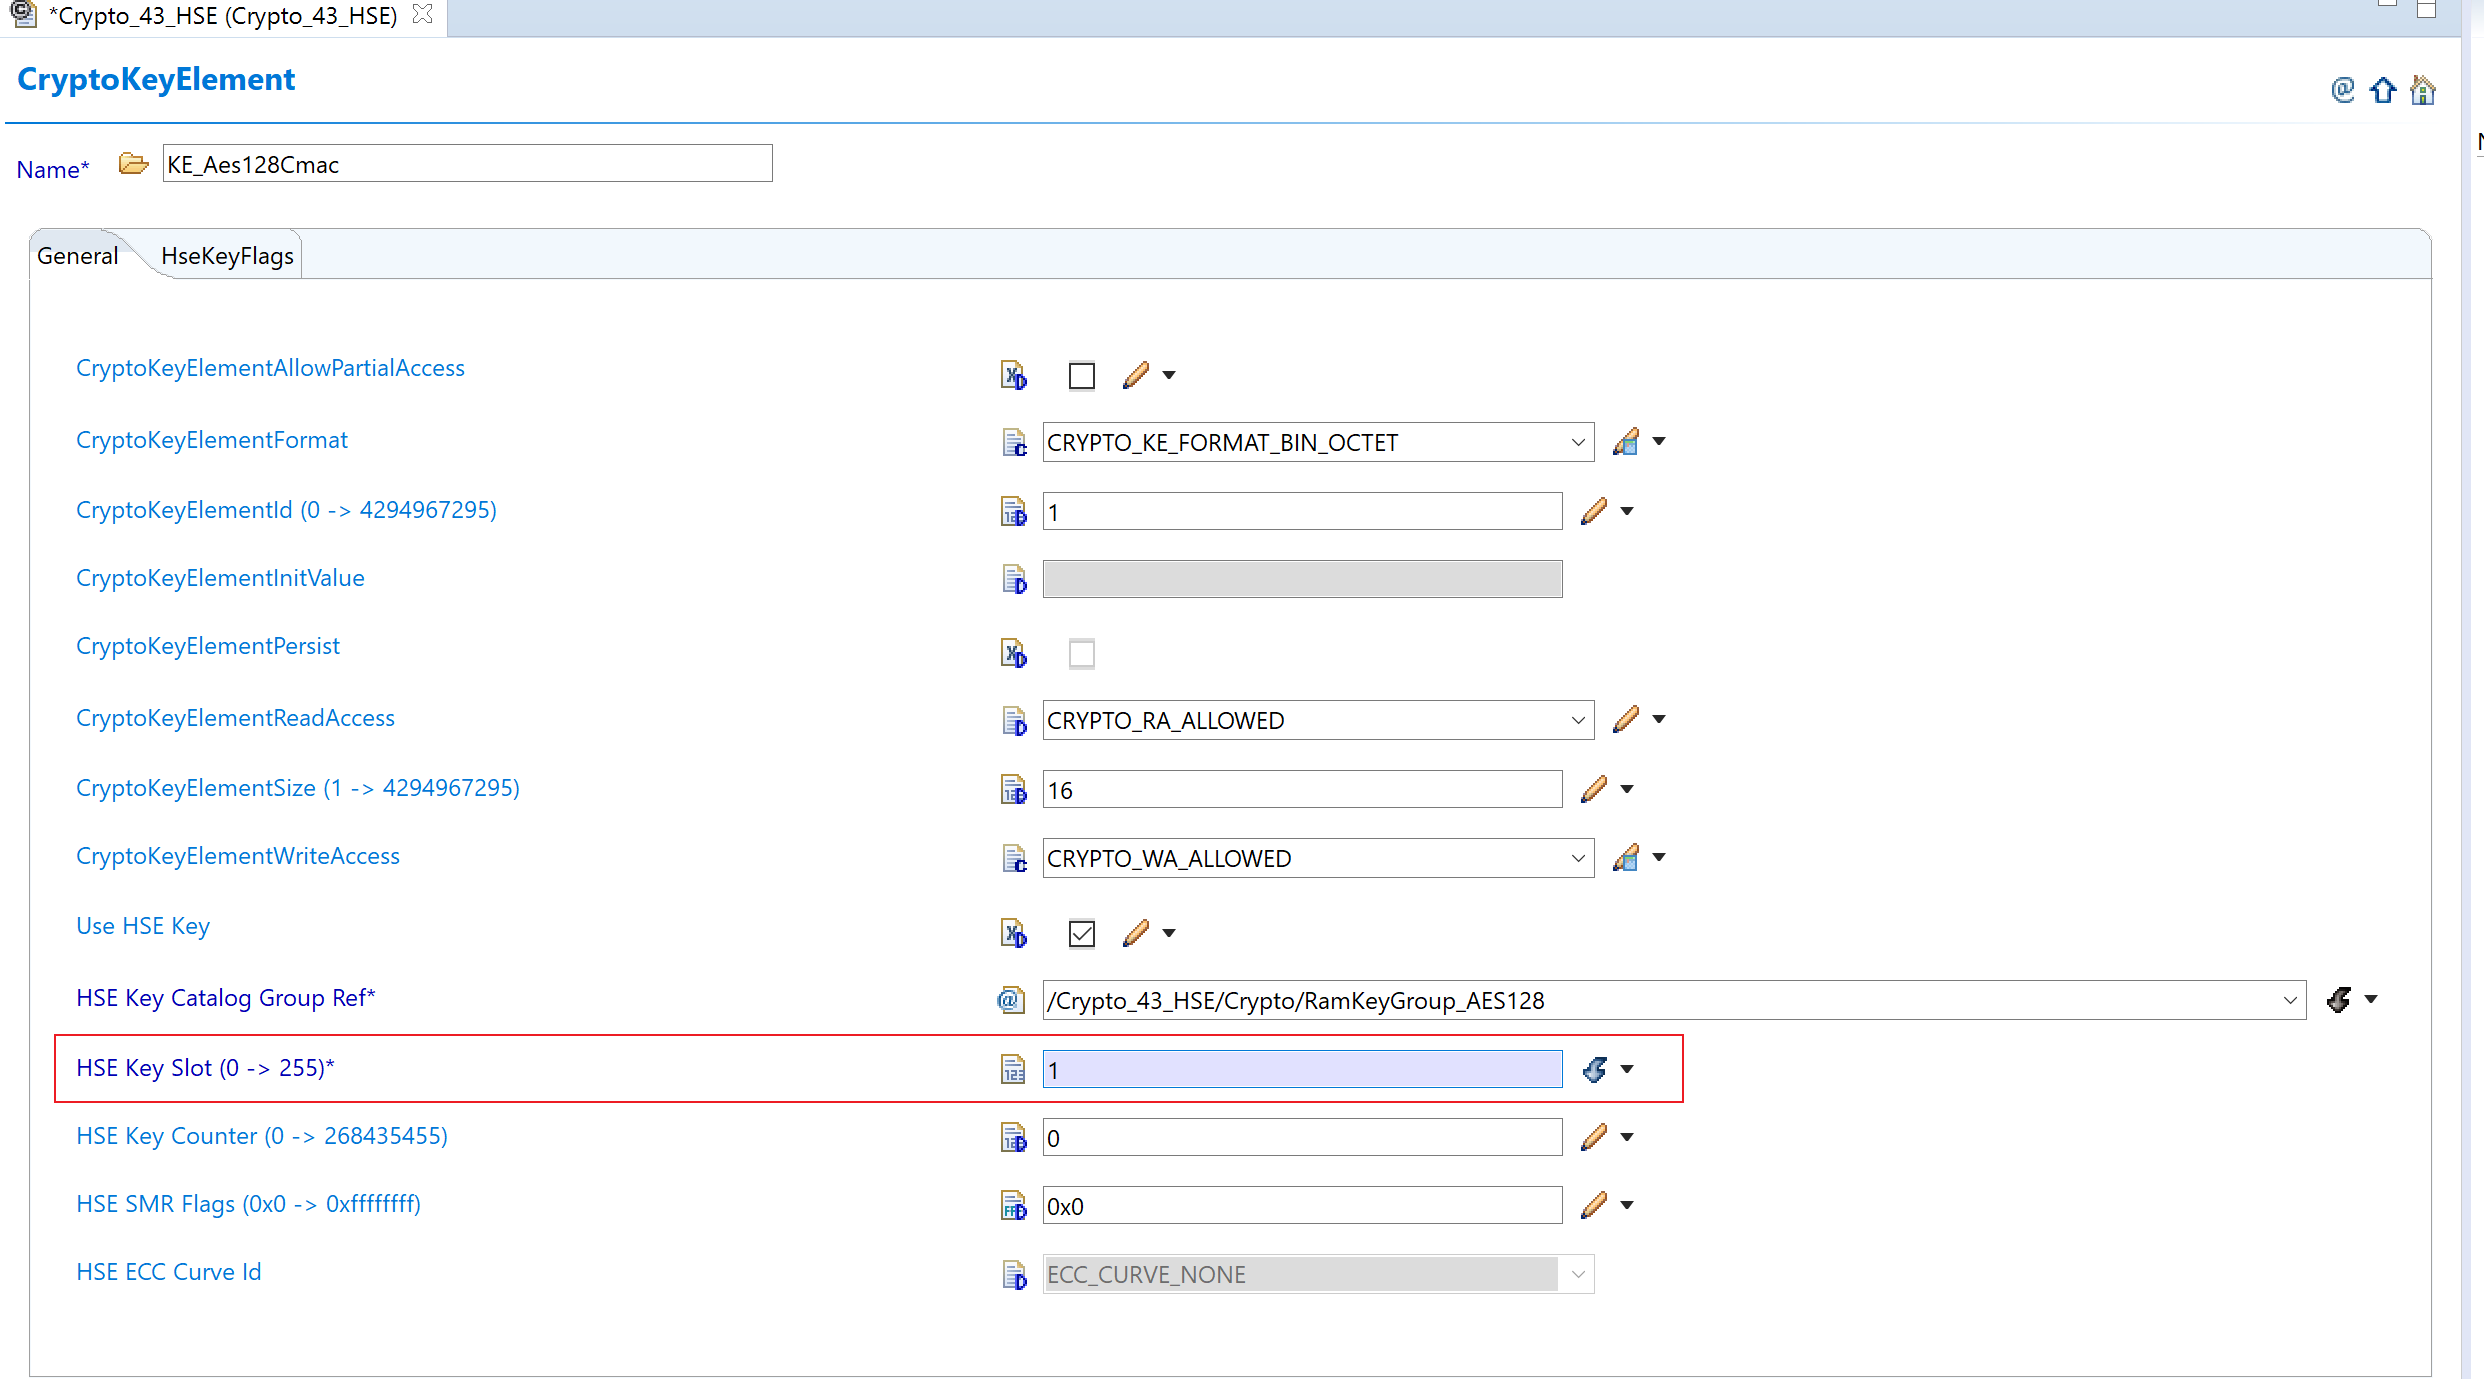 *Crypto_43_HSE (Crypto_43_HSE)
CryptoKeyElement
Name* KE_Aes128Cmac
General HseKeyFlags
CryptoKeyElementAllowPartialAccess
CryptoKeyElementFormat CRYPTO_KE_FORMAT_BIN_OCTET
CryptoKeyElementId (0 -> 4294967295) 1
CryptoKeyElementInitValue
CryptoKeyElementPersist
CryptoKeyElementReadAccess CRYPTO_RA_ALLOWED
CryptoKeyElementSize (1 -> 4294967295) 16
CryptoKeyElementWriteAccess CRYPTO_WA_ALLOWED
Use HSE Key
HSE Key Catalog Group Ref* /Crypto_43_HSE/Crypto/RamKeyGroup_AES128
HSE Key Slot (0 -> 255)* 1
HSE Key Counter (0 -> 268435455) 0
HSE SMR Flags (0x0 -> 0xffffffff) 0x0
HSE ECC Curve Id ECC_CURVE_NONE